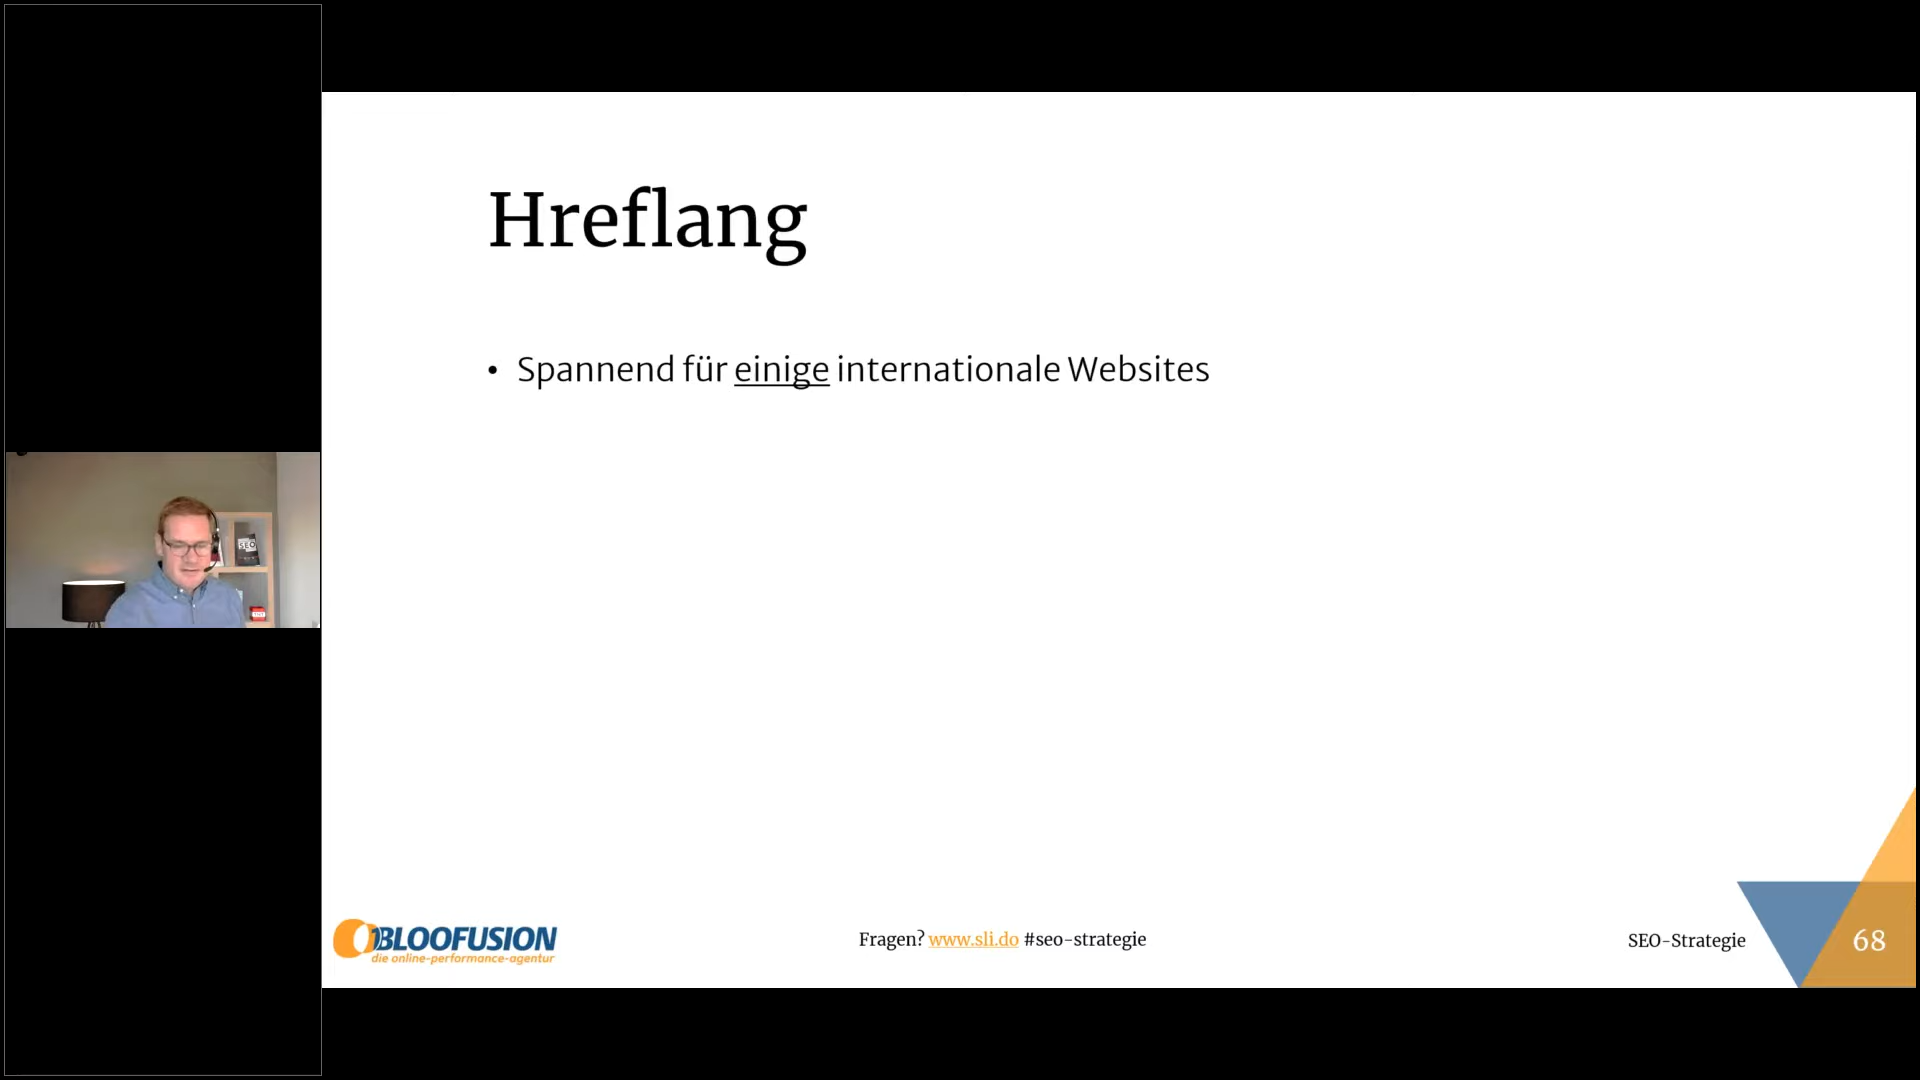 Hreflang
• Spannend für einige internationale Websites
SEO
BLOOFUSION
die online-performance-agentur
Fragen? www.sli.do #seo-strategie
SEO-Strategie
68